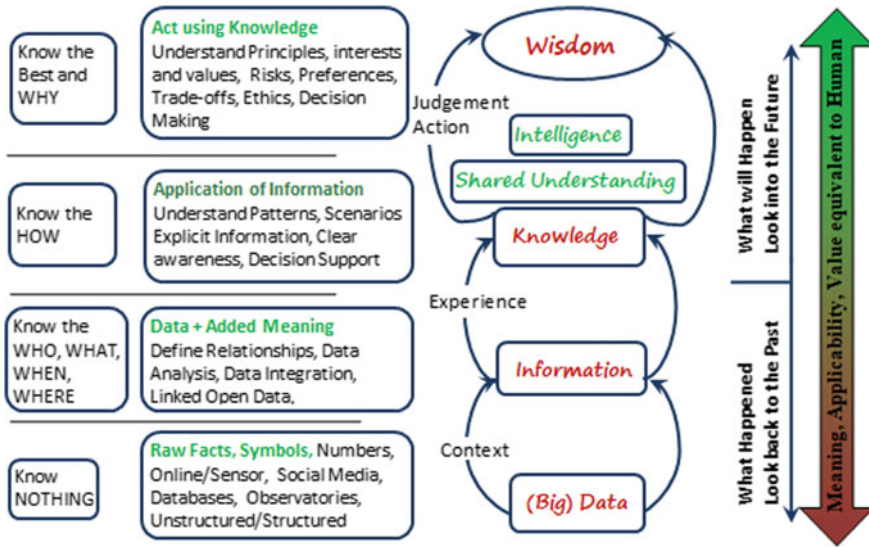 Know the
Best and
WHY
Act using Knowledge
Understand Principles, interests
and values, Risks, Preferences,
Trade-offs, Ethics, Decision
Making
Wisdom
Judgement
Action
Intelligence
Shared Understanding
Know the
HOW
Application of Information
Understand Patterns, Scenarios
Explicit Information, Clear
awareness, Decision Support
Knowledge
Experience
Know the
WHO, WHAT,
WHEN,
WHERE
Data + Added Meaning
Define Relationships, Data
Analysis, Data Integration,
Linked Open Data,
Information
Context
Know
NOTHING
Raw Facts, Symbols, Numbers,
Online/Sensor, Social Media,
Databases, Observatories,
Unstructured/Structured
(Big) Data
What will Happen
Look into the Future
What Happened
Look back to the Past
Meaning, Applicability, Value equivalent to Human